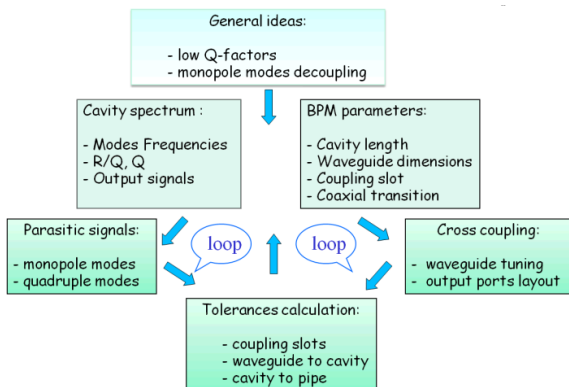 General ideas:
- low Q-factors
- monopole modes decoupling
Cavity spectrum :
- Modes Frequencies
- R/Q, Q
- Output signals
BPM parameters:
- Cavity length
- Waveguide dimensions
- Coupling slot
- Coaxial transition
Parasitic signals:
- monopole modes
- quadruple modes
loop
loop
Cross coupling:
- waveguide tuning
- output ports layout
Tolerances calculation:
- coupling slots
- waveguide to cavity
- cavity to pipe